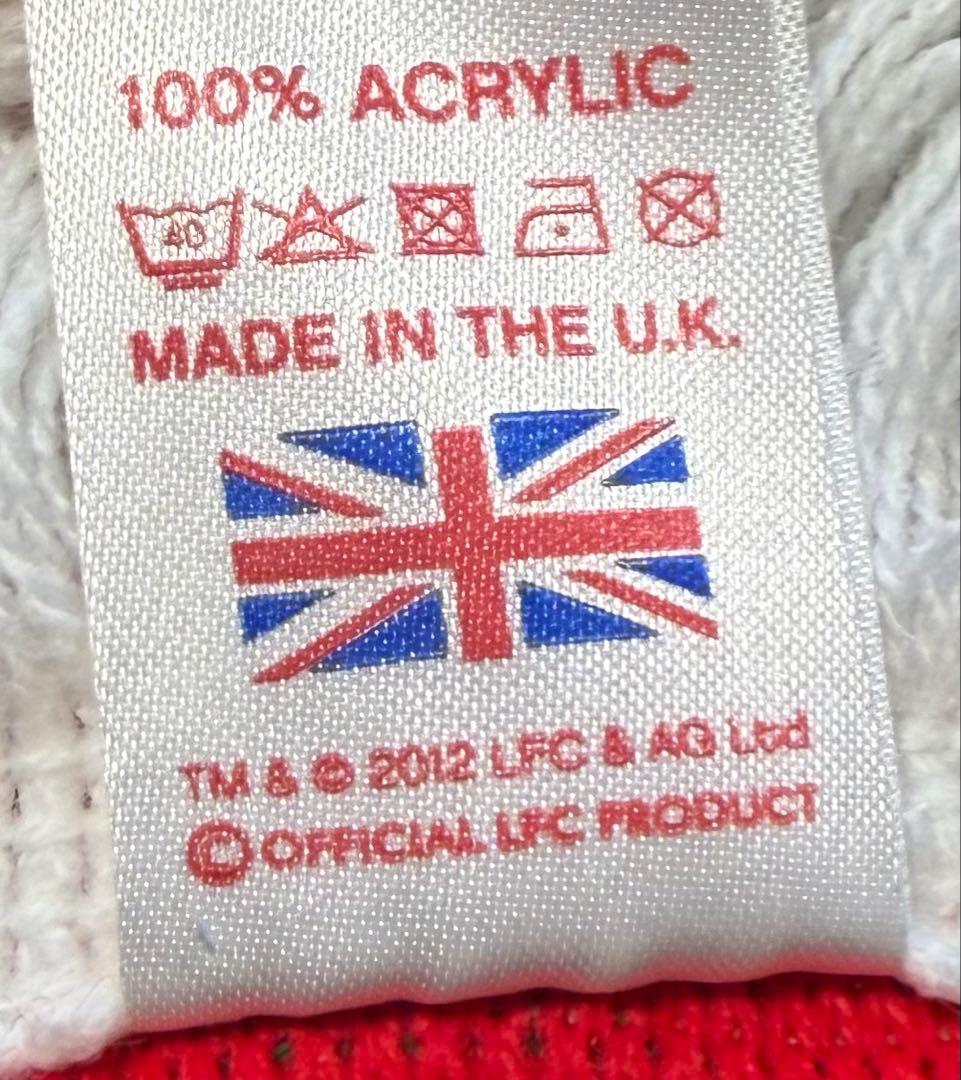 100% ACRYLIC
40
MADE IN THE U.K.
TM & © 2012 LFC & AG Ltd
© OFFICIAL LFC PRODUCT